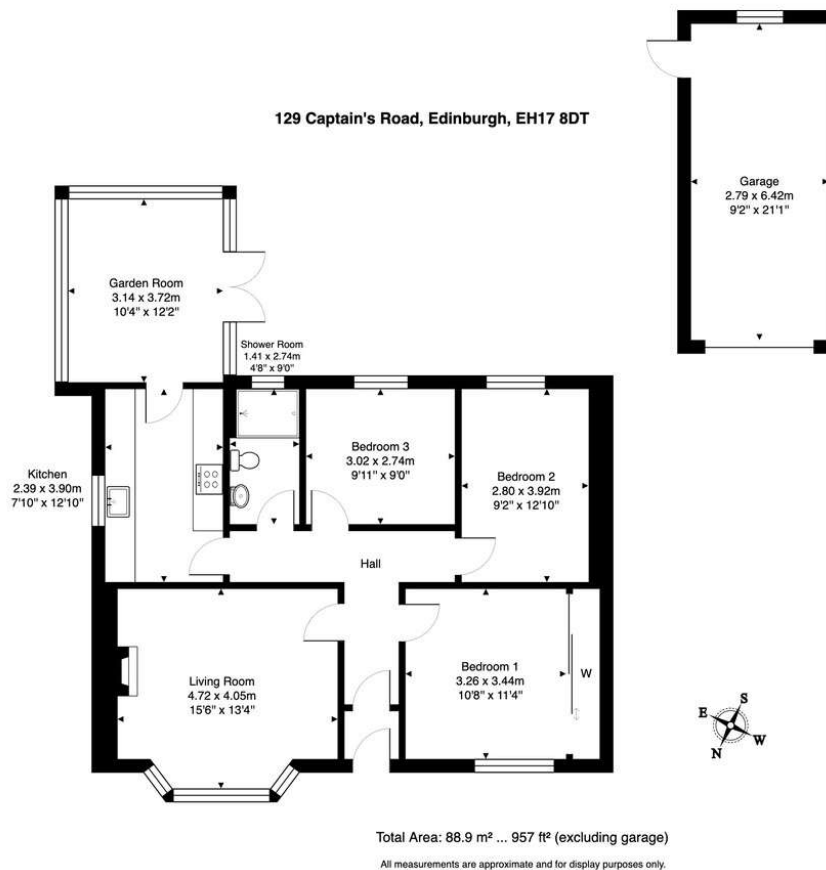 129 Captain's Road, Edinburgh, EH17 8DT
Garage
2.79 x 6.42m
9'2" x 21'1"
Garden Room
3.14 x 3.72m
10'4" x 12'2"
Shower Room
1.41 x 2.74m
4'8" x 9'0"
Bedroom 3
3.02 x 2.74m
9'11" x 9'0"
Bedroom 2
2.80 x 3.92m
9'2" x 12'10"
Kitchen
2.39 x 3.90m
7'10" x 12'10"
Hall
Living Room
4.72 x 4.05m
15'6" x 13'4"
Bedroom 1
3.26 x 3.44m
10'8" x 11'4"
W
S
E
W
N
Total Area: 88.9 m² ... 957 ft² (excluding garage)
All measurements are approximate and for display purposes only.